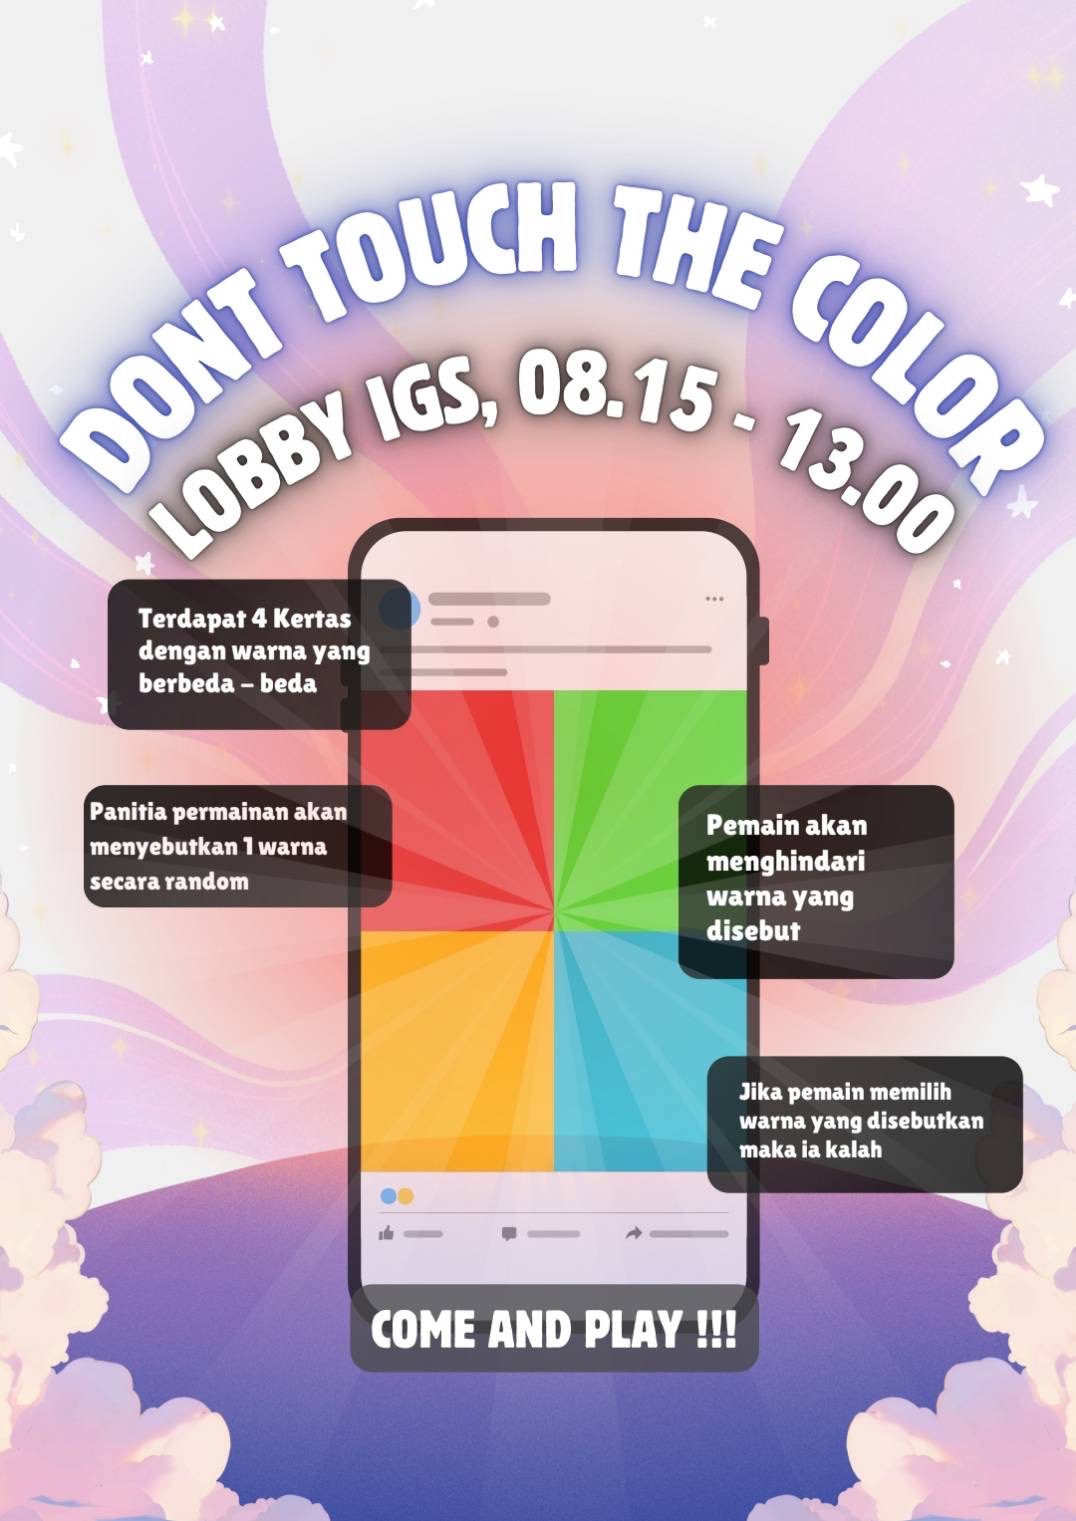 DONT TOUCH THE COLOR
LOBBY IGS, 08.15 - 13.00
Terdapat 4 Kertas
dengan warna yang
berbeda - beda
Panitia permainan akan
menyebutkan 1 warna
secara random
Pemain akan
menghindari
warna yang
disebut
Jika pemain memilih
warna yang disebutkan
maka ia kalah
COME AND PLAY !!!